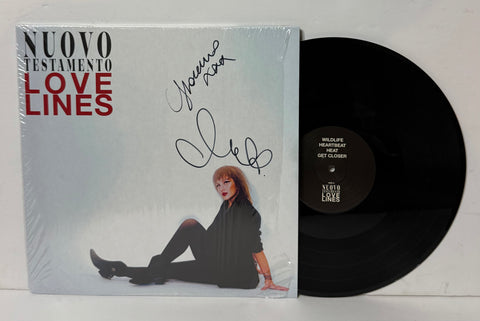 NUOVO
TESTAMENTO
LOVE
LINES
WILDLIFE
HEARTBEAT
HEAT
GET CLOSER
NUOVO
TESTAMENTO
LOVE
LINES